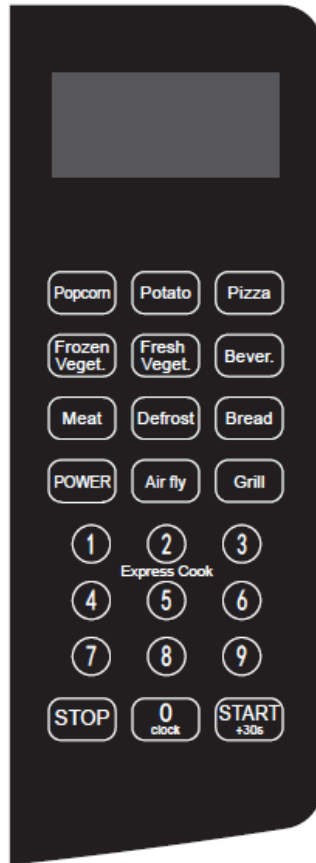 Popcorn Potato Pizza
Frozen Veget. Fresh Veget. Bever.
Meat Defrost Bread
POWER Air fly Grill
1 2 3
Express Cook
4 5 6
7 8 9
STOP 0 clock START +30s